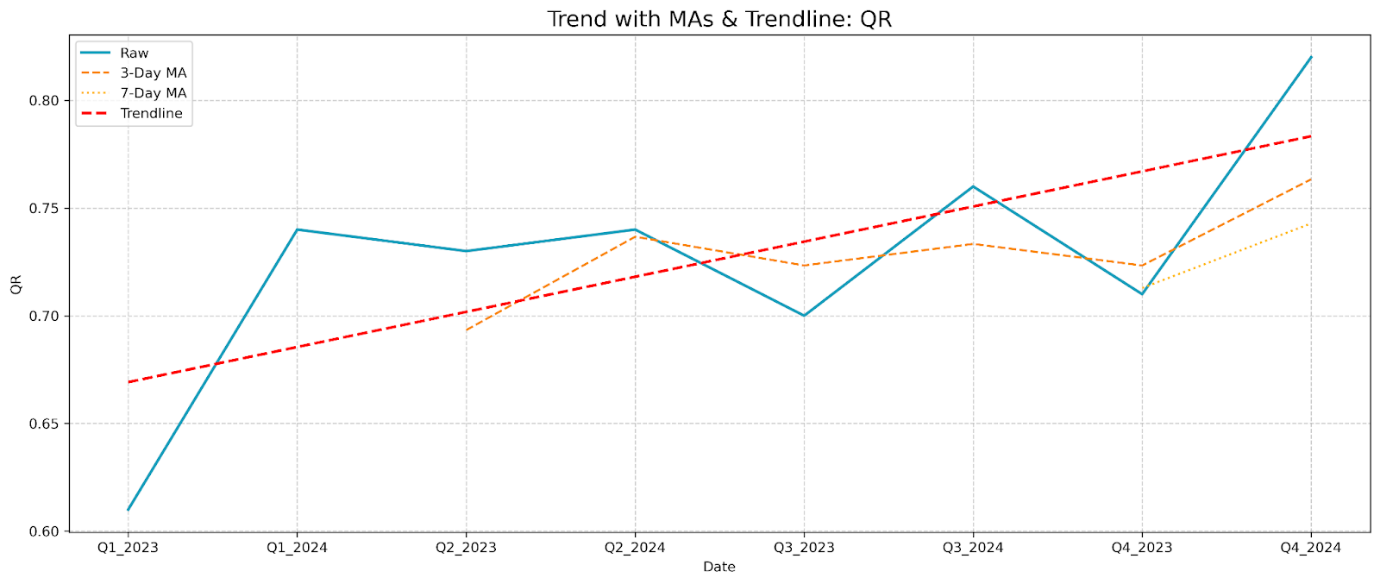 Trend with MAs & Trendline: QR
Raw
3-Day MA
7-Day MA
Trendline
QR
0.80
0.75
0.70
0.65
0.60
Q1_2023 Q1_2024 Q2_2023 Q2_2024 Q3_2023 Q3_2024 Q4_2023 Q4_2024
Date